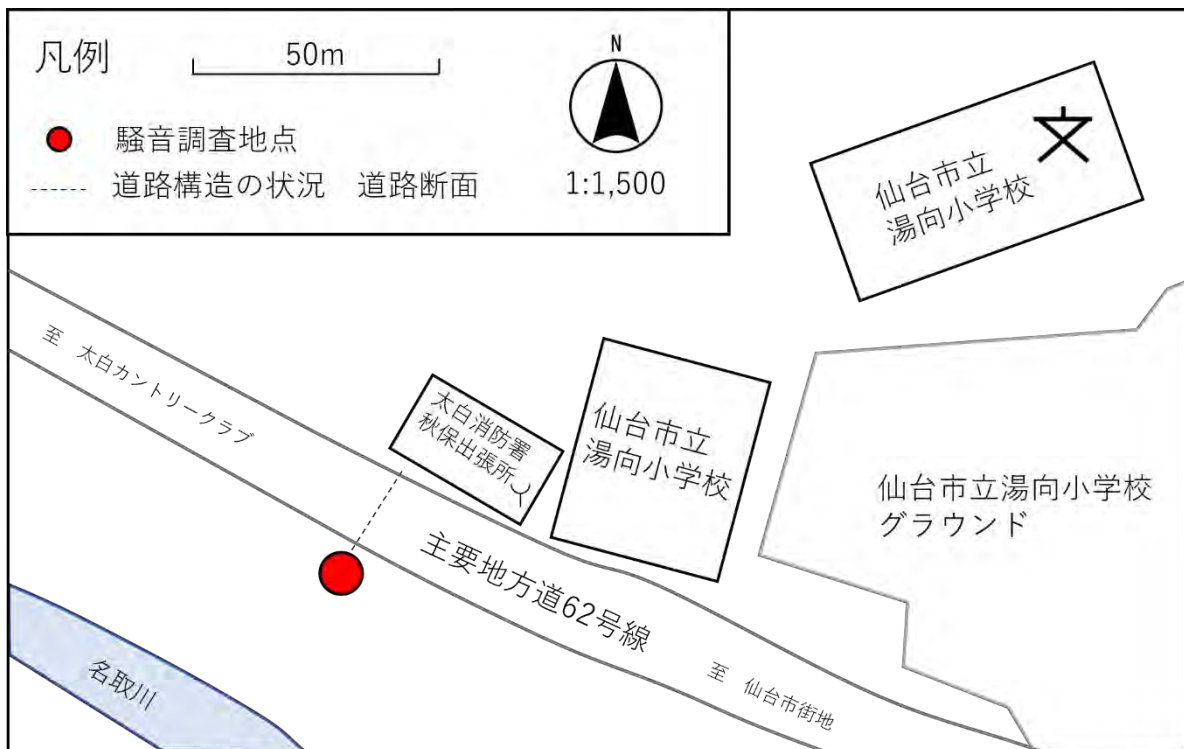 凡例
50m
N
騒音調査地点
道路構造の状況 道路断面
1:1,500
仙台市立
湯向小学校
至 太白カントリークラブ
太白消防署
秋保出張所
仙台市立
湯向小学校
仙台市立湯向小学校
グラウンド
主要地方道62号線
至 仙台市街地
名取川